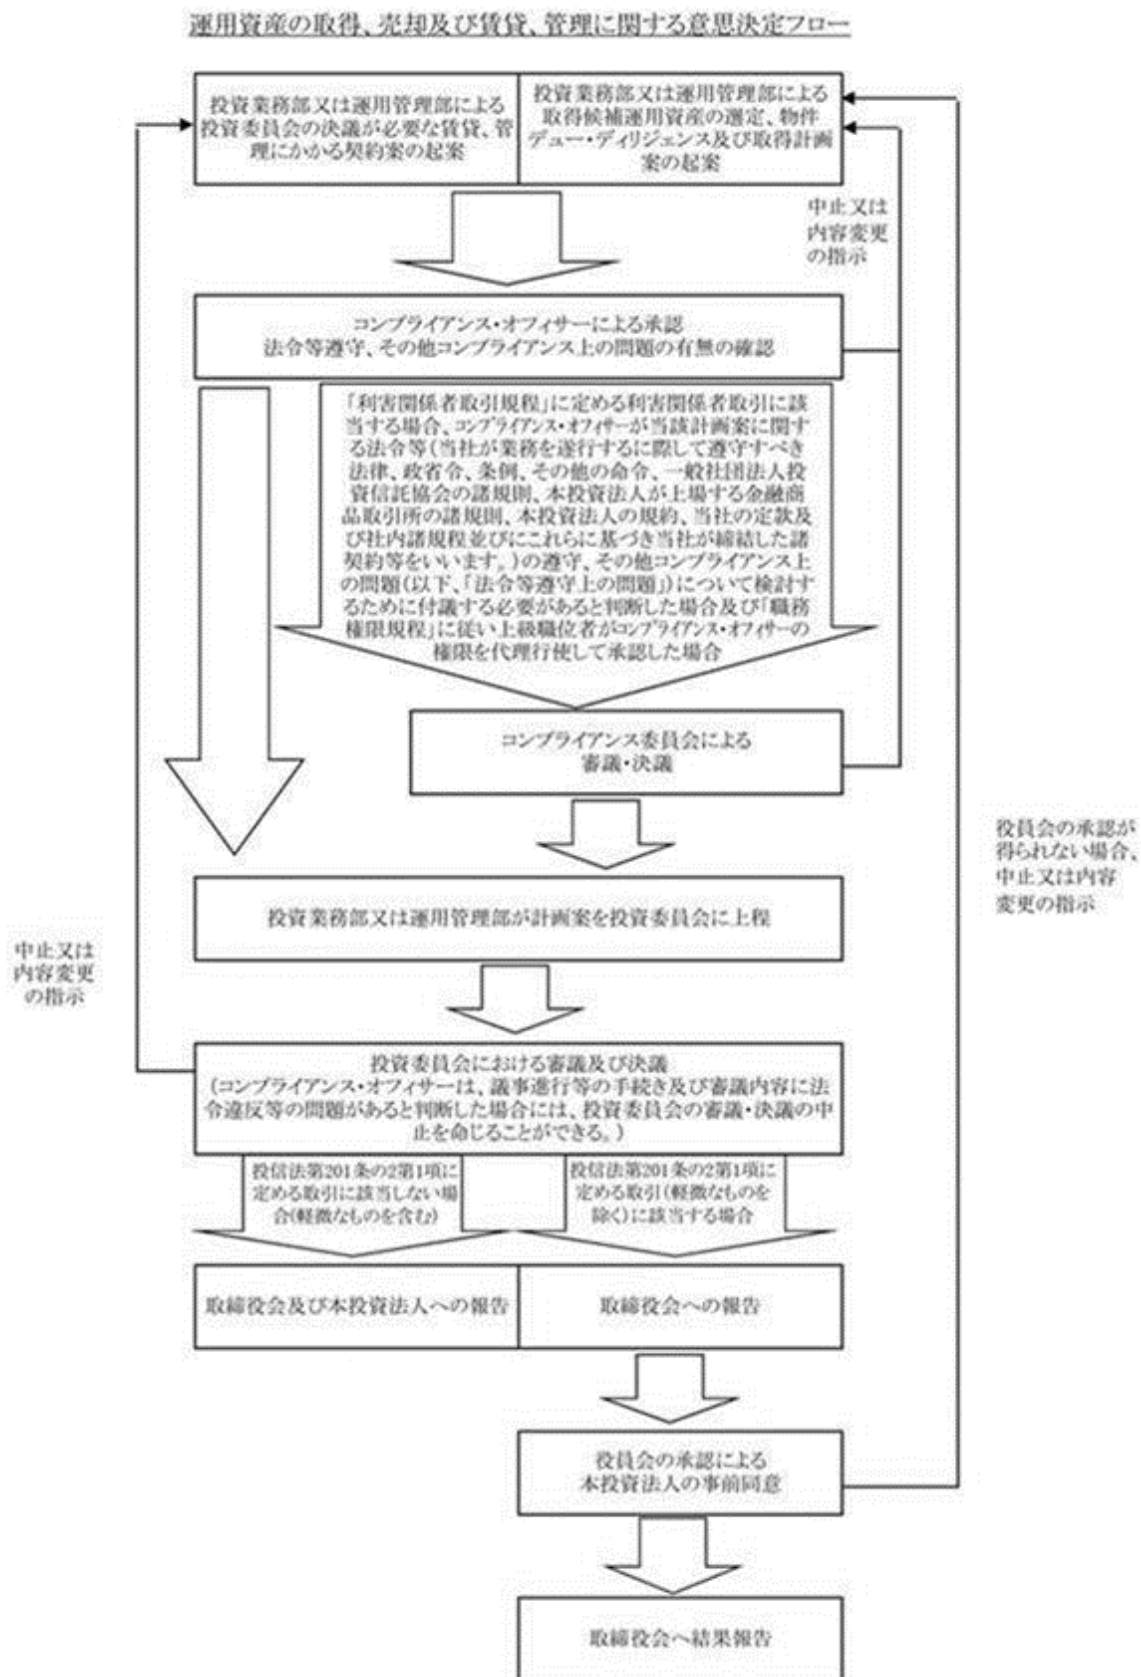 運用資産の取得、売却及び賃貸、管理に関する意思決定フロー
投資業務部又は運用管理部による
投資委員会の決議が必要な賃貸、管
理にかかる契約案の起案
投資業務部又は運用管理部による
取得候補運用資産の選定、物件
デュー・ディリジェンス及び取得計画
案の起案
中止又は
内容変更
の指示
コンプライアンス・オフィサーによる承認
法令等遵守、その他コンプライアンス上の問題の有無の確認
「利害関係者取引規程」に定める利害関係者取引に該
当する場合、コンプライアンス・オフィサーが当該計画案に関す
る法令等(当社が業務を遂行するに際して遵守すべき
法律、政省令、条例、その他の命令、一般社団法人投
資信託協会の諸規則、本投資法人が上場する金融商
品取引所の諸規則、本投資法人の規約、当社の定款及
び社内諸規程並びにこれらに基づき当社が締結した諸
契約等をいいます。)の遵守、その他コンプライアンス上
の問題(以下、「法令等遵守上の問題」)について検討す
るために付議する必要があると判断した場合及び「職務
権限規程」に従い上級職位者がコンプライアンス・オフィサーの
権限を代理行使して承認した場合
コンプライアンス委員会による
審議・決議
役員会の承認が
得られない場合、
中止又は内容
変更の指示
投資業務部又は運用管理部が計画案を投資委員会に上程
中止又は
内容変更
の指示
投資委員会における審議及び決議
(コンプライアンス・オフィサーは、議事進行等の手続き及び審議内容に法
令違反等の問題があると判断した場合には、投資委員会の審議・決議の中
止を命じることができる。)
投信法第201条の2第1項に
定める取引に該当しない場
合(軽微なものを含む)
投信法第201条の2第1項に
定める取引(軽微なものを
除く)に該当する場合
取締役会及び本投資法人への報告
取締役会への報告
役員会の承認による
本投資法人の事前同意
取締役会へ結果報告